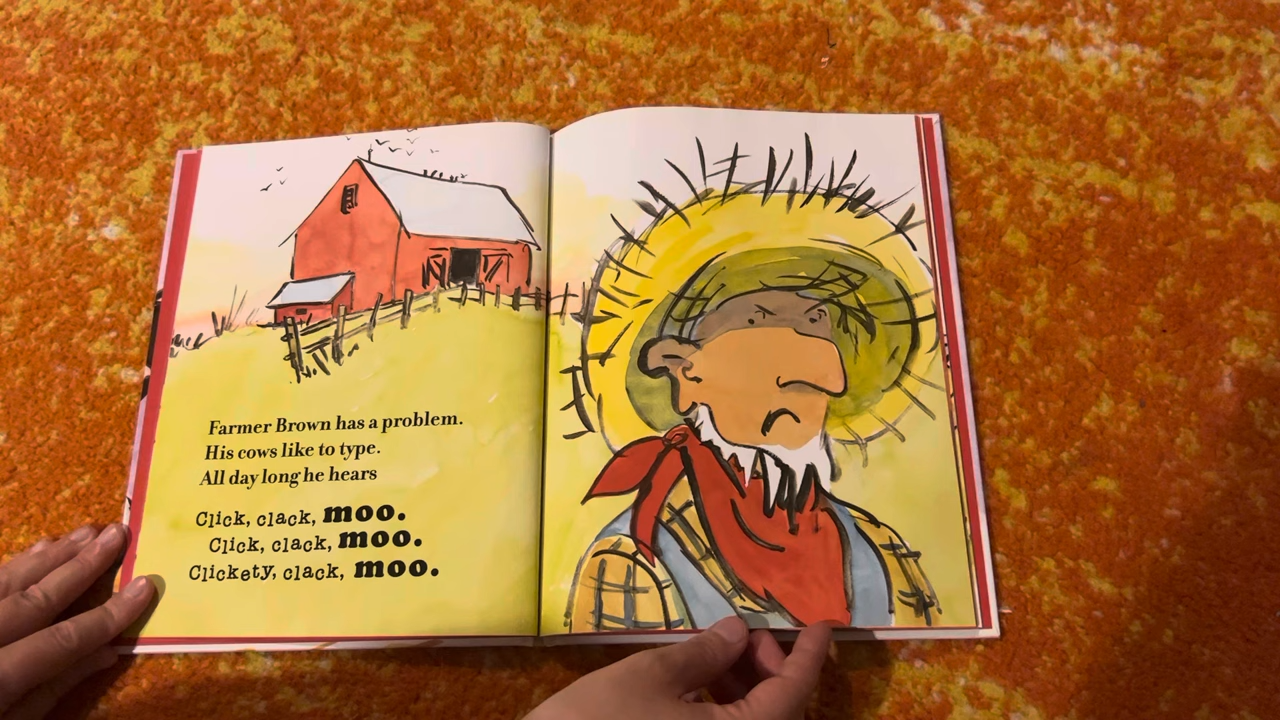 Farmer Brown has a problem.
His cows like to type.
All day long he hears
Click, clack, moo.
Click, clack, moo.
Clickety, clack, moo.